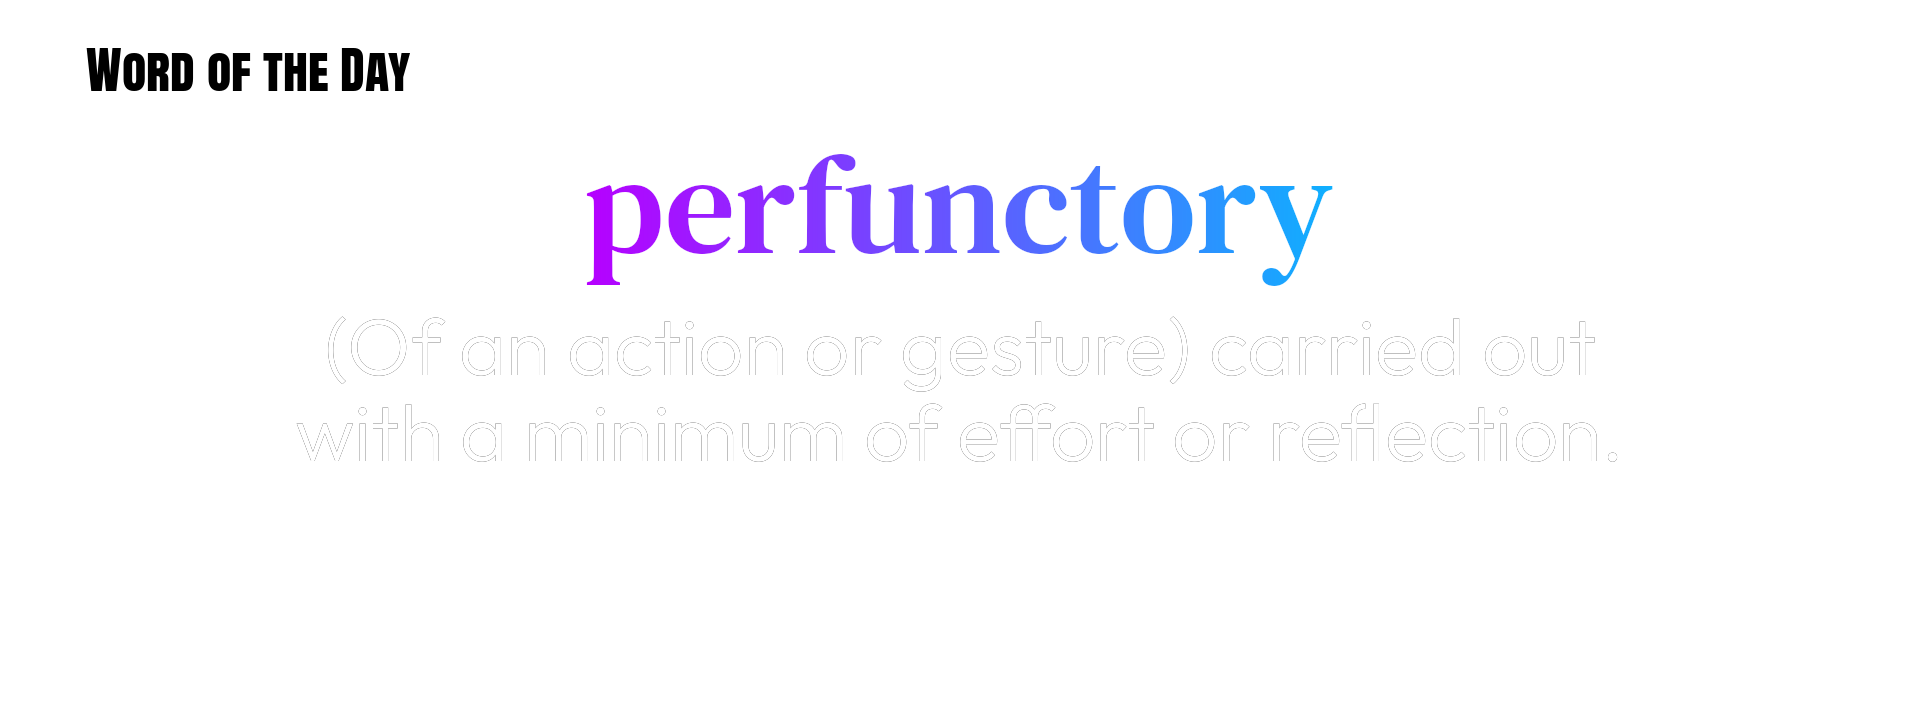 Word of the Day
perfunctory
(Of an action or gesture) carried out
with a minimum of effort or reflection.